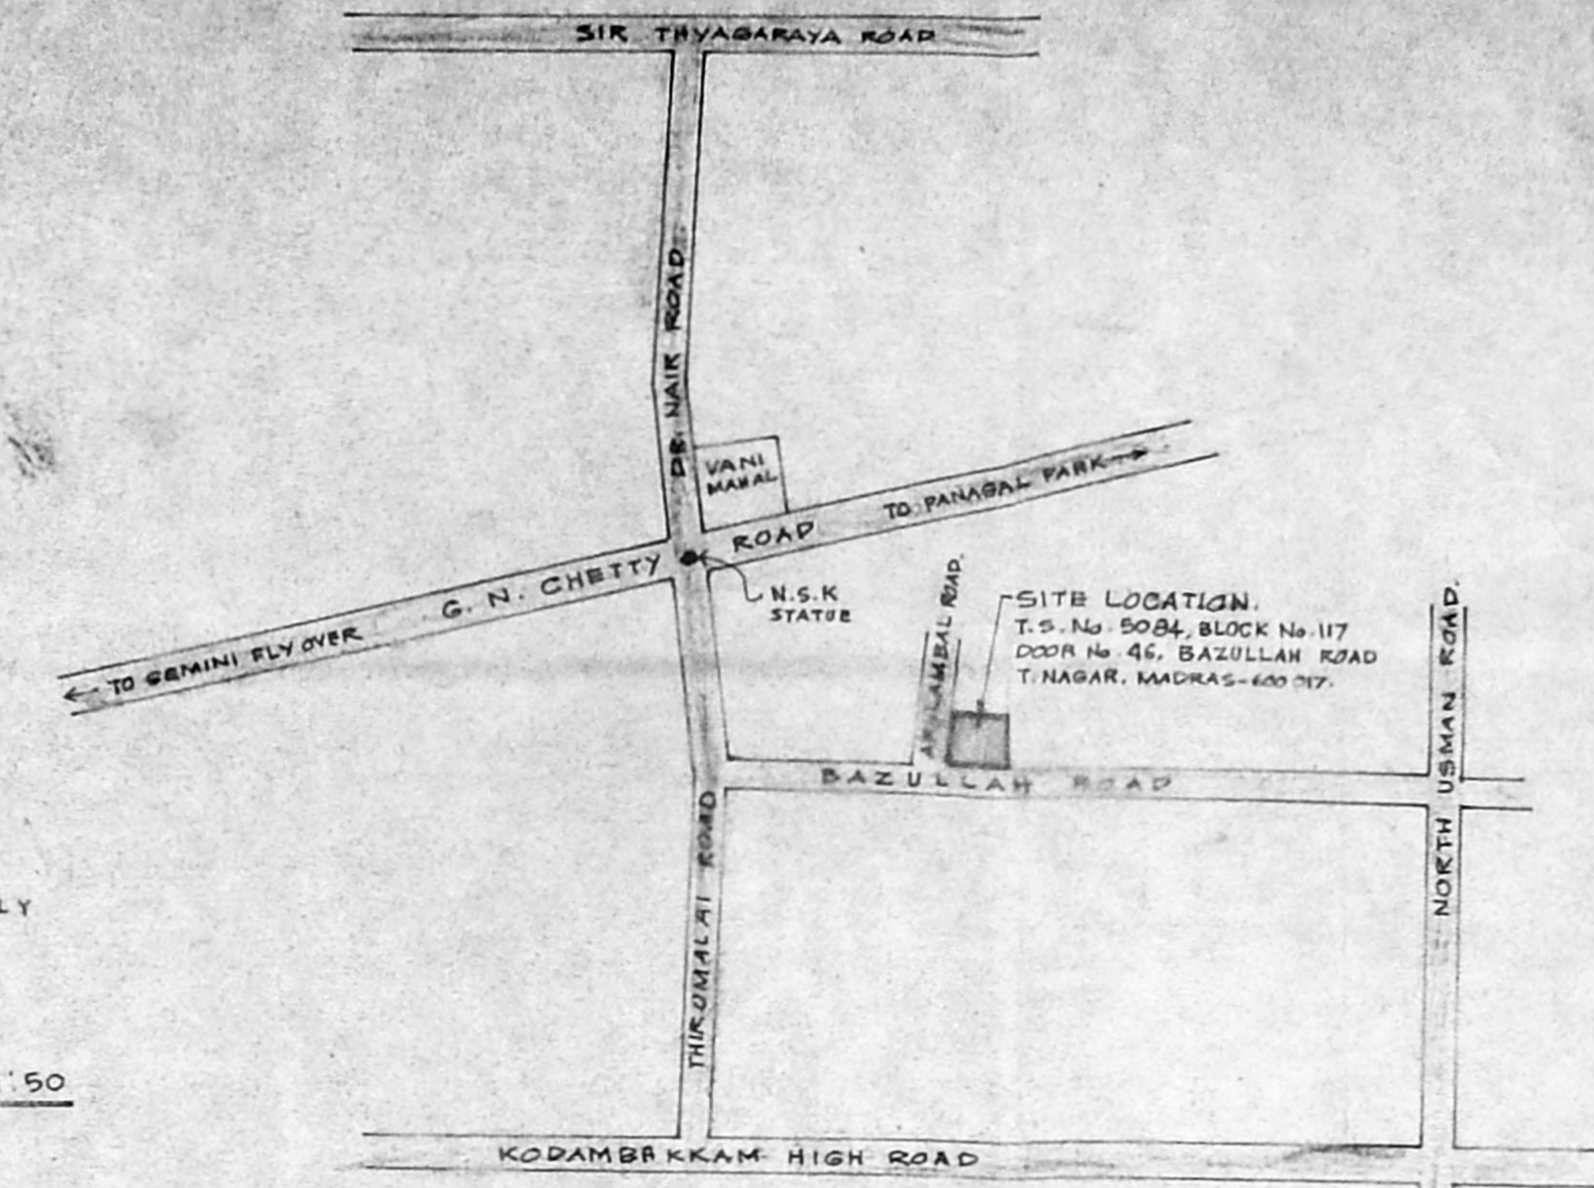 SIR THYAGARAYA ROAD
DR. NAIR ROAD
VANI
MAHAL
TO PANAGAL PARK
G. N. CHETTY ROAD
TO GEMINI FLY OVER
N.S.K
STATUE
ROAD.
SITE LOCATION.
T.S. No. 5084, BLOCK No. 117
DOOR No. 46, BAZULLAH ROAD
T. NAGAR. MADRAS-600 017.
NORTH USMAN ROAD.
BAZULLAH ROAD
THIRUMALAI ROAD
LY
:50
KODAMBAKKAM HIGH ROAD